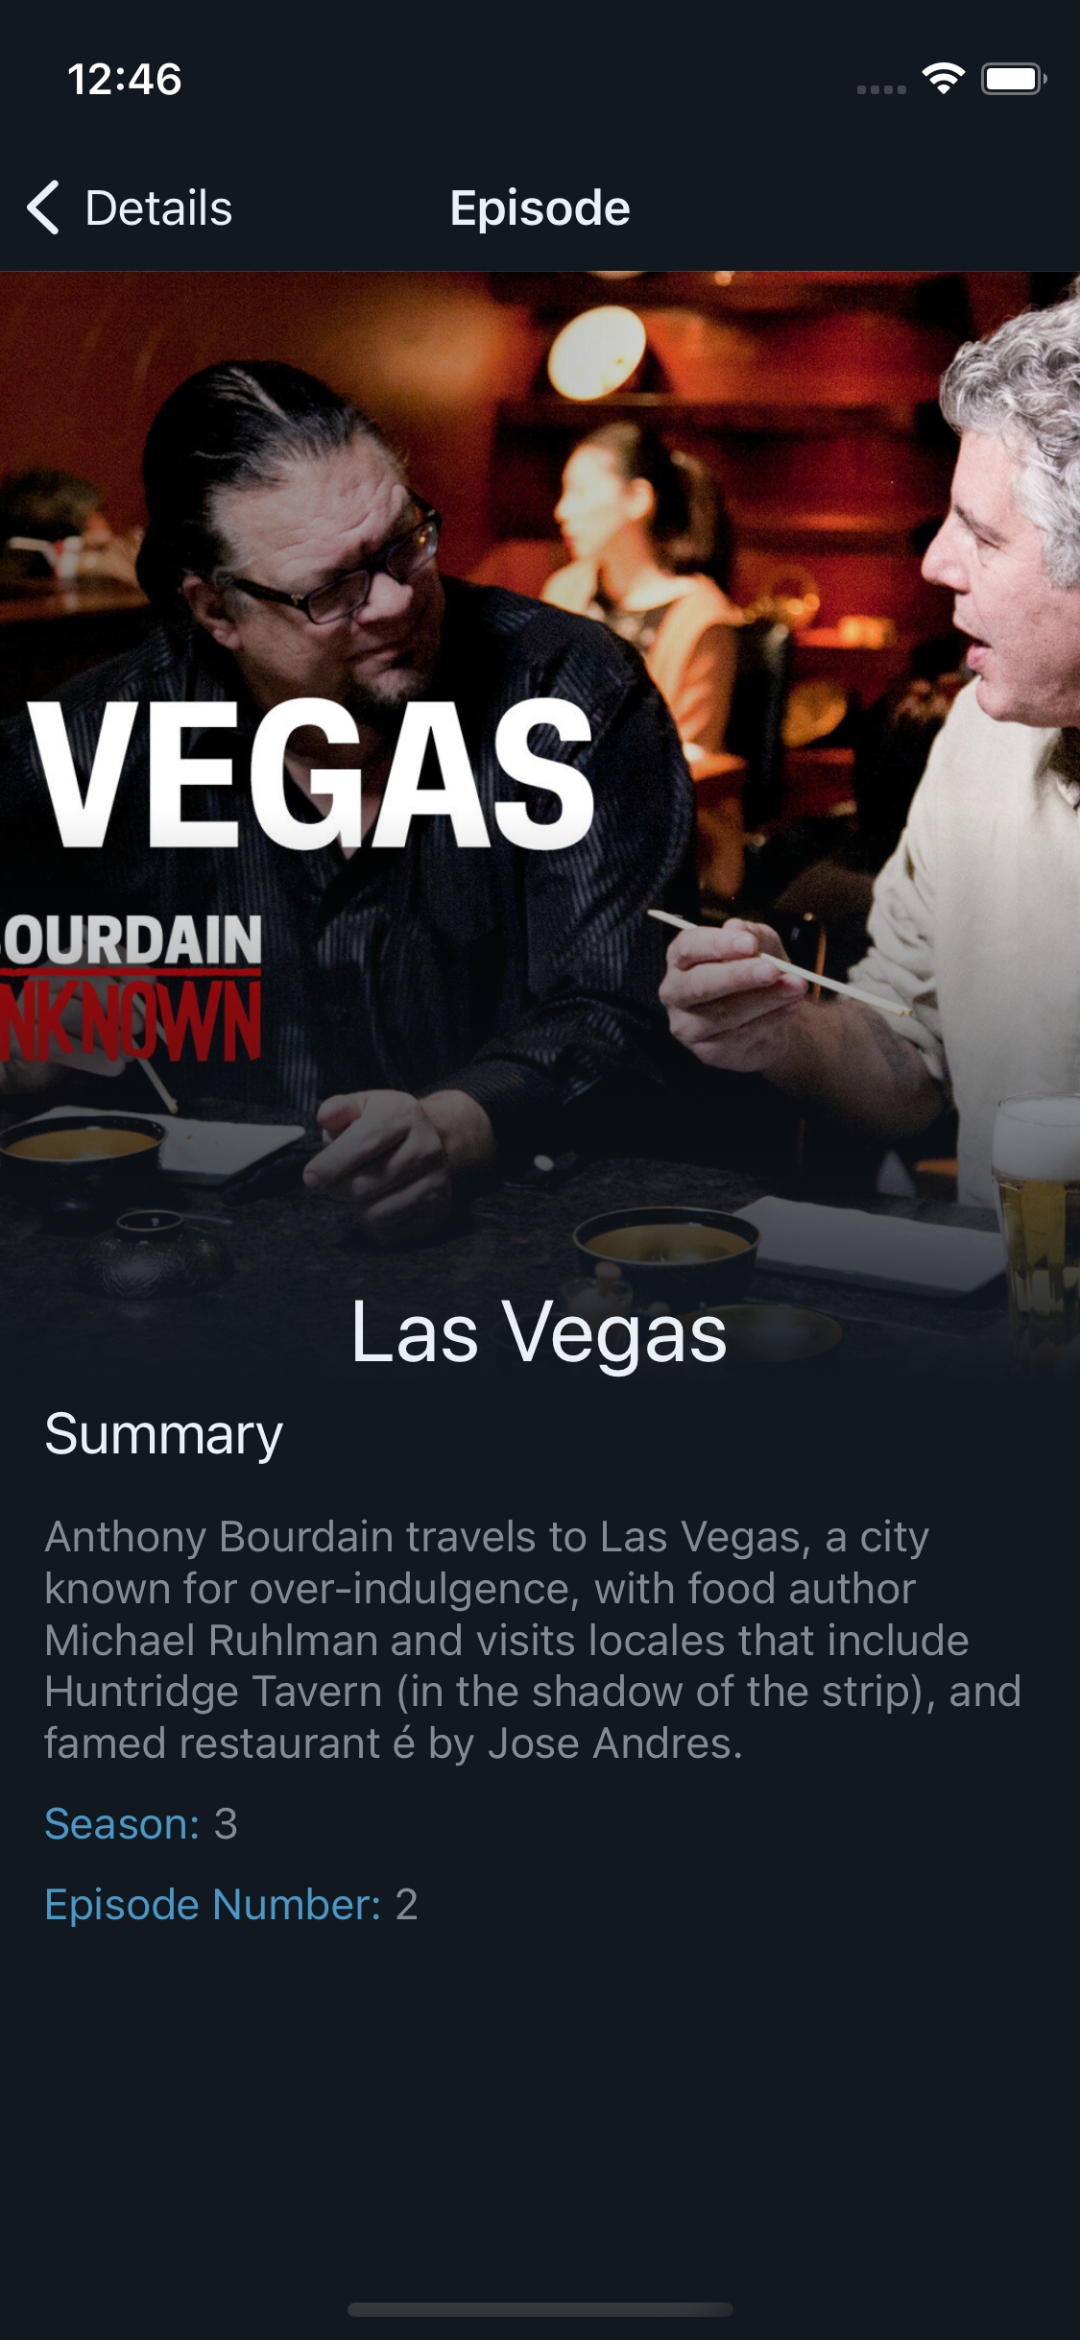 12:46
Details
Episode
VEGAS
BOURDAIN
NKNOWN
Las Vegas
Summary
Anthony Bourdain travels to Las Vegas, a city
known for over-indulgence, with food author
Michael Ruhlman and visits locales that include
Huntridge Tavern (in the shadow of the strip), and
famed restaurant é by Jose Andres.
Season: 3
Episode Number: 2